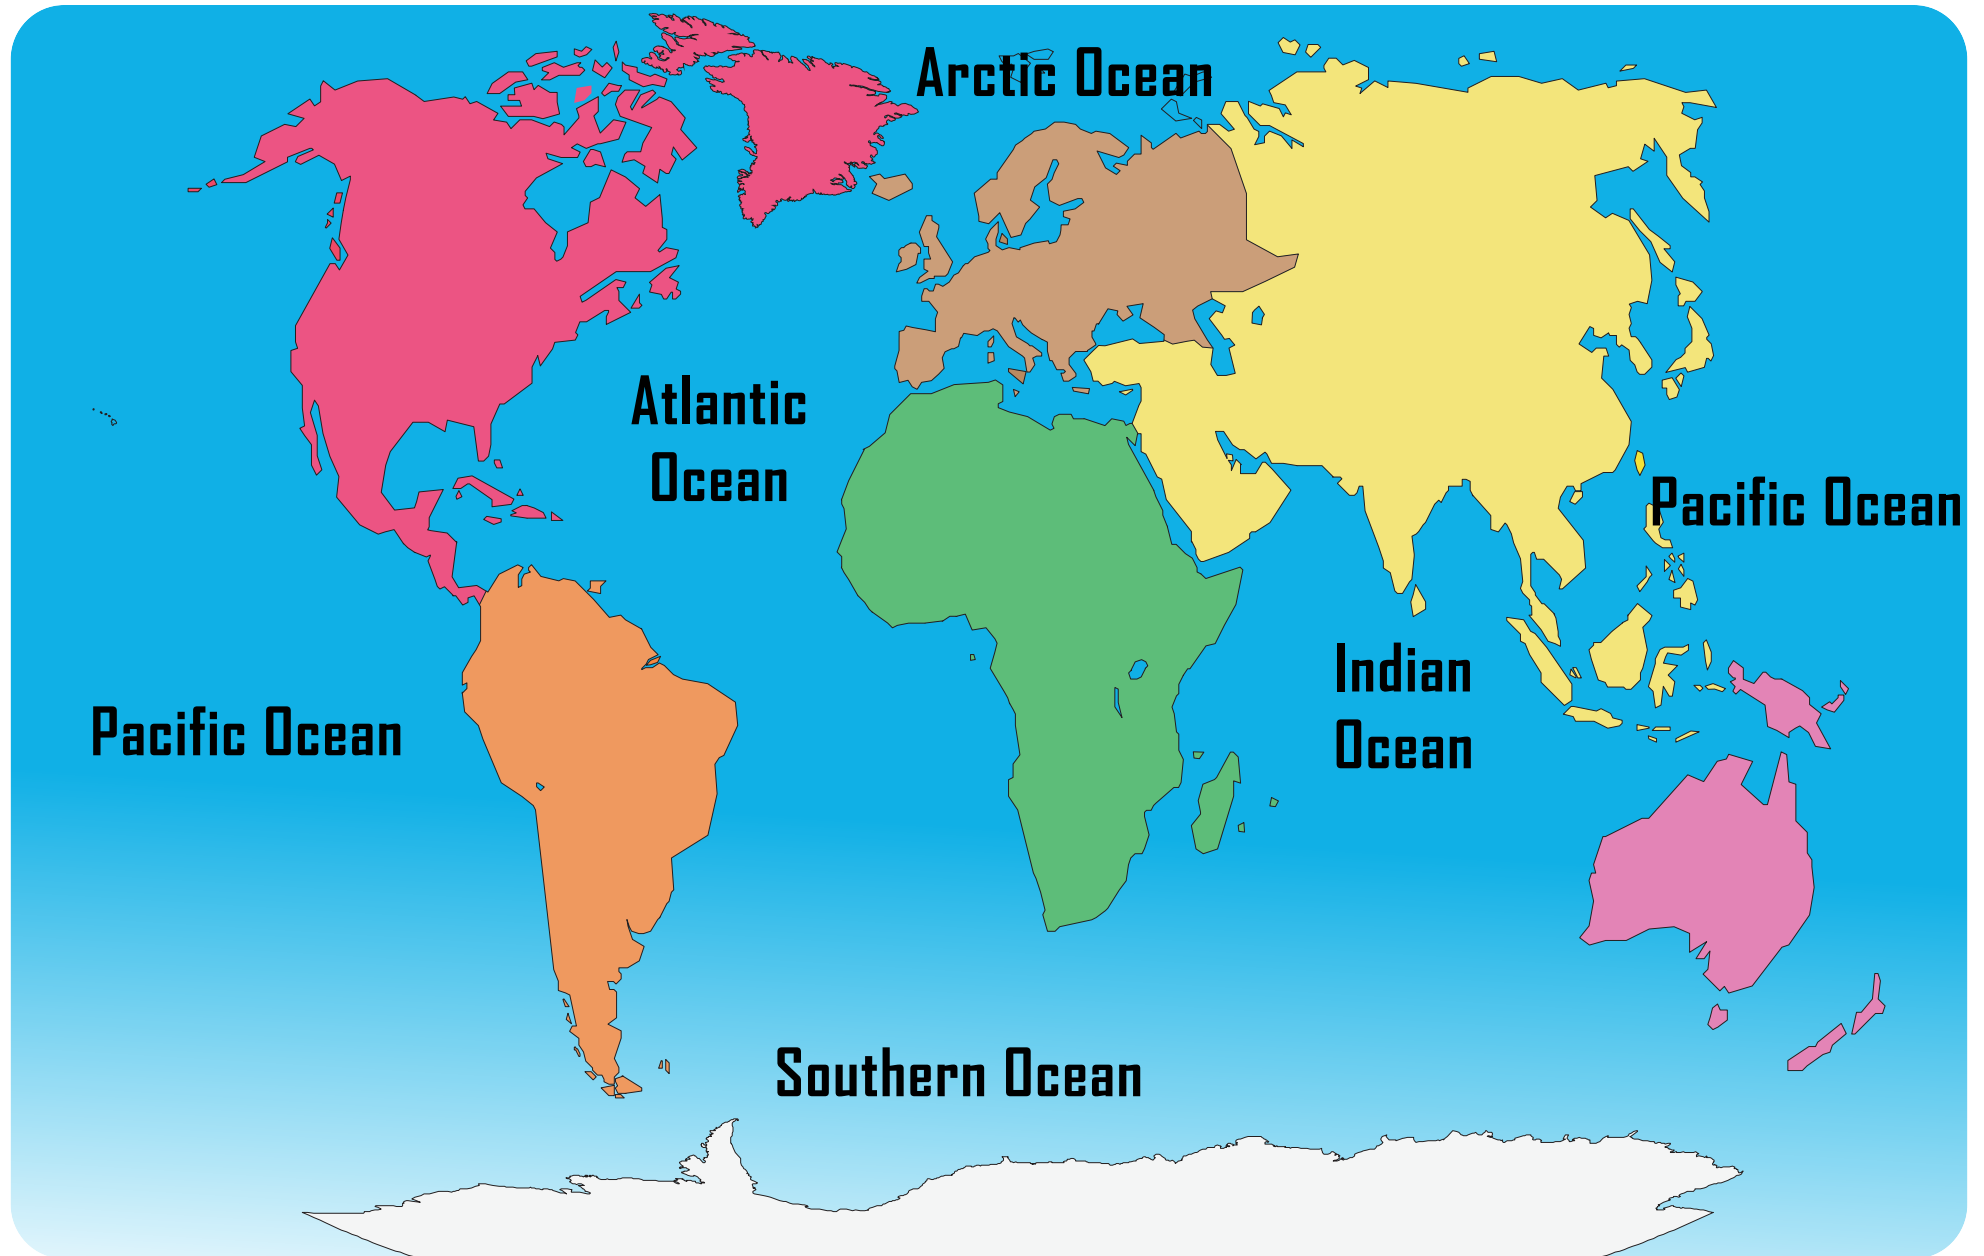 Arctic Ocean
Atlantic
Ocean
Pacific Ocean
Indian
Ocean
Pacific Ocean
Southern Ocean